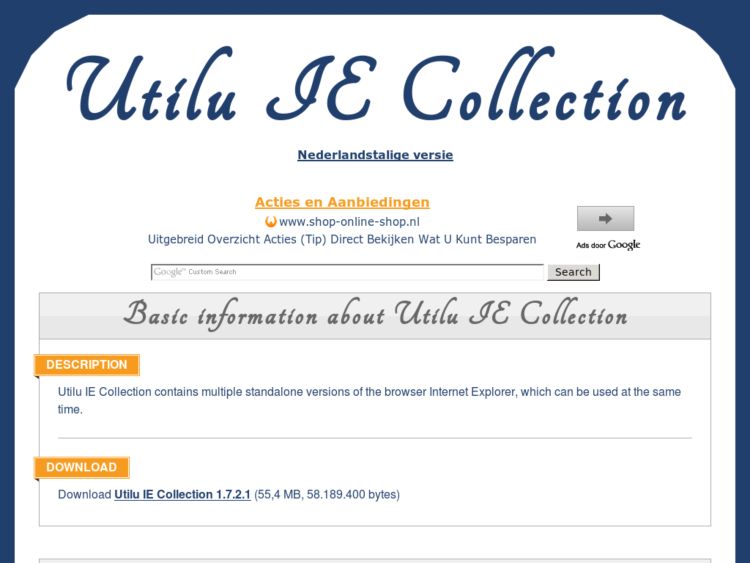 Utilu IE Collection
Nederlandstalige versie
Acties en Aanbiedingen
www.shop-online-shop.nl
Uitgebreid Overzicht Acties (Tip) Direct Bekijken Wat U Kunt Besparen
Ads door Google
Google™ Custom Search
Search
Basic information about Utilu IE Collection
DESCRIPTION
Utilu IE Collection contains multiple standalone versions of the browser Internet Explorer, which can be used at the same
time.
DOWNLOAD
Download Utilu IE Collection 1.7.2.1 (55,4 MB, 58.189.400 bytes)